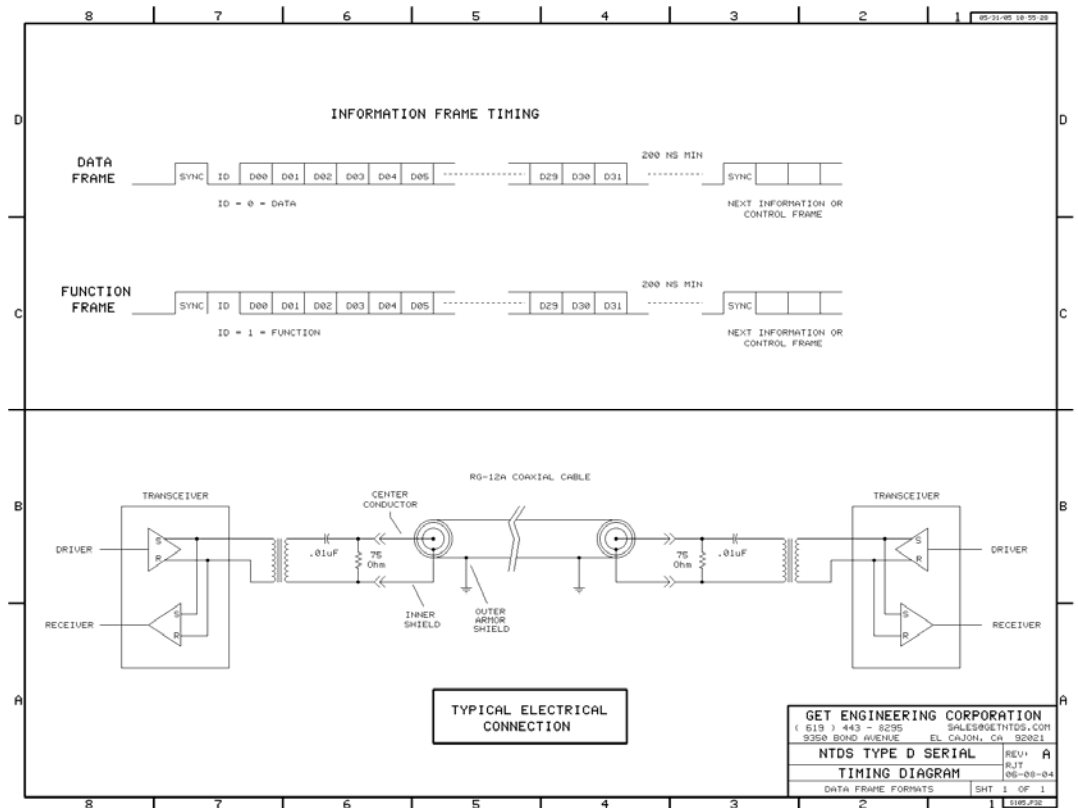 8 7 6 5 4 3 2 1 05/31/05 10:55:28
D D
INFORMATION FRAME TIMING
DATA
FRAME
SYNC ID D00 D01 D02 D03 D04 D05 D29 D30 D31 200 NS MIN SYNC
ID = 0 = DATA
NEXT INFORMATION OR
CONTROL FRAME
FUNCTION
FRAME
C C
SYNC ID D00 D01 D02 D03 D04 D05 D29 D30 D31 200 NS MIN SYNC
ID = 1 = FUNCTION
NEXT INFORMATION OR
CONTROL FRAME
B B
RG-12A COAXIAL CABLE
TRANSCEIVER
CENTER
CONDUCTOR
TRANSCEIVER
DRIVER
S
R
.01uF
75
Ohm
75
Ohm
.01uF
S
R
DRIVER
RECEIVER
S
R
INNER
SHIELD
OUTER
ARMOR
SHIELD
S
R
RECEIVER
A A
TYPICAL ELECTRICAL
CONNECTION
GET ENGINEERING CORPORATION
( 619 ) 443 - 8295 SALES@GETNTDS.COM
9350 BOND AVENUE EL CAJON, CA 92021
NTDS TYPE D SERIAL
REV: A
TIMING DIAGRAM
RJT
06-08-04
DATA FRAME FORMATS SHT 1 OF 1
8 7 6 5 4 3 2 1 S105.P32